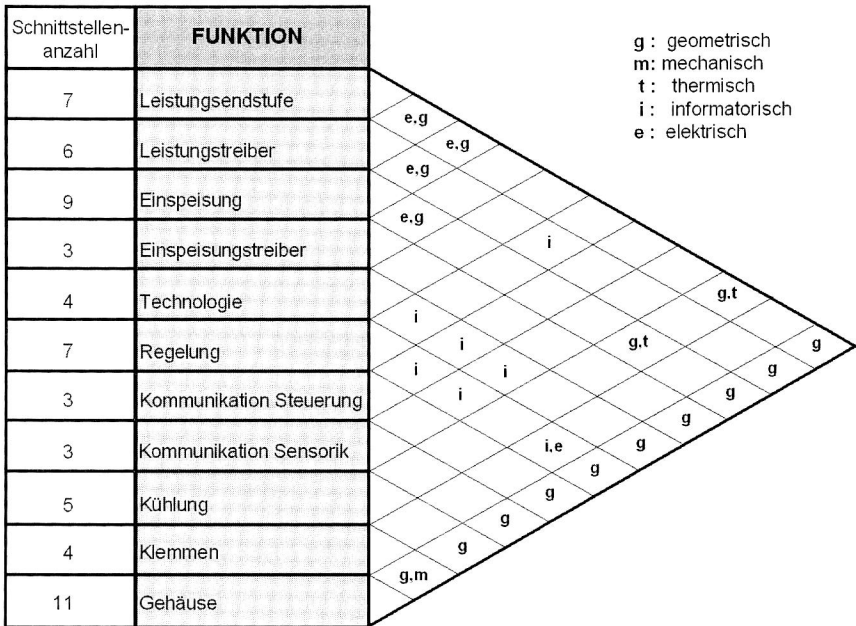 Schnittstellen-
anzahl
FUNKTION
g : geometrisch
m: mechanisch
t : thermisch
i : informatorisch
e : elektrisch
7 Leistungsendstufe
e,g
e,g
6 Leistungstreiber
e,g
9 Einspeisung
e,g
i
3 Einspeisungstreiber
g,t
4 Technologie
i
i
g,t
g
7 Regelung
i
i
g
i
g
3 Kommunikation Steuerung
g
i,e
g
3 Kommunikation Sensorik
g
g
5 Kühlung
g
g
4 Klemmen
g,m
11 Gehäuse